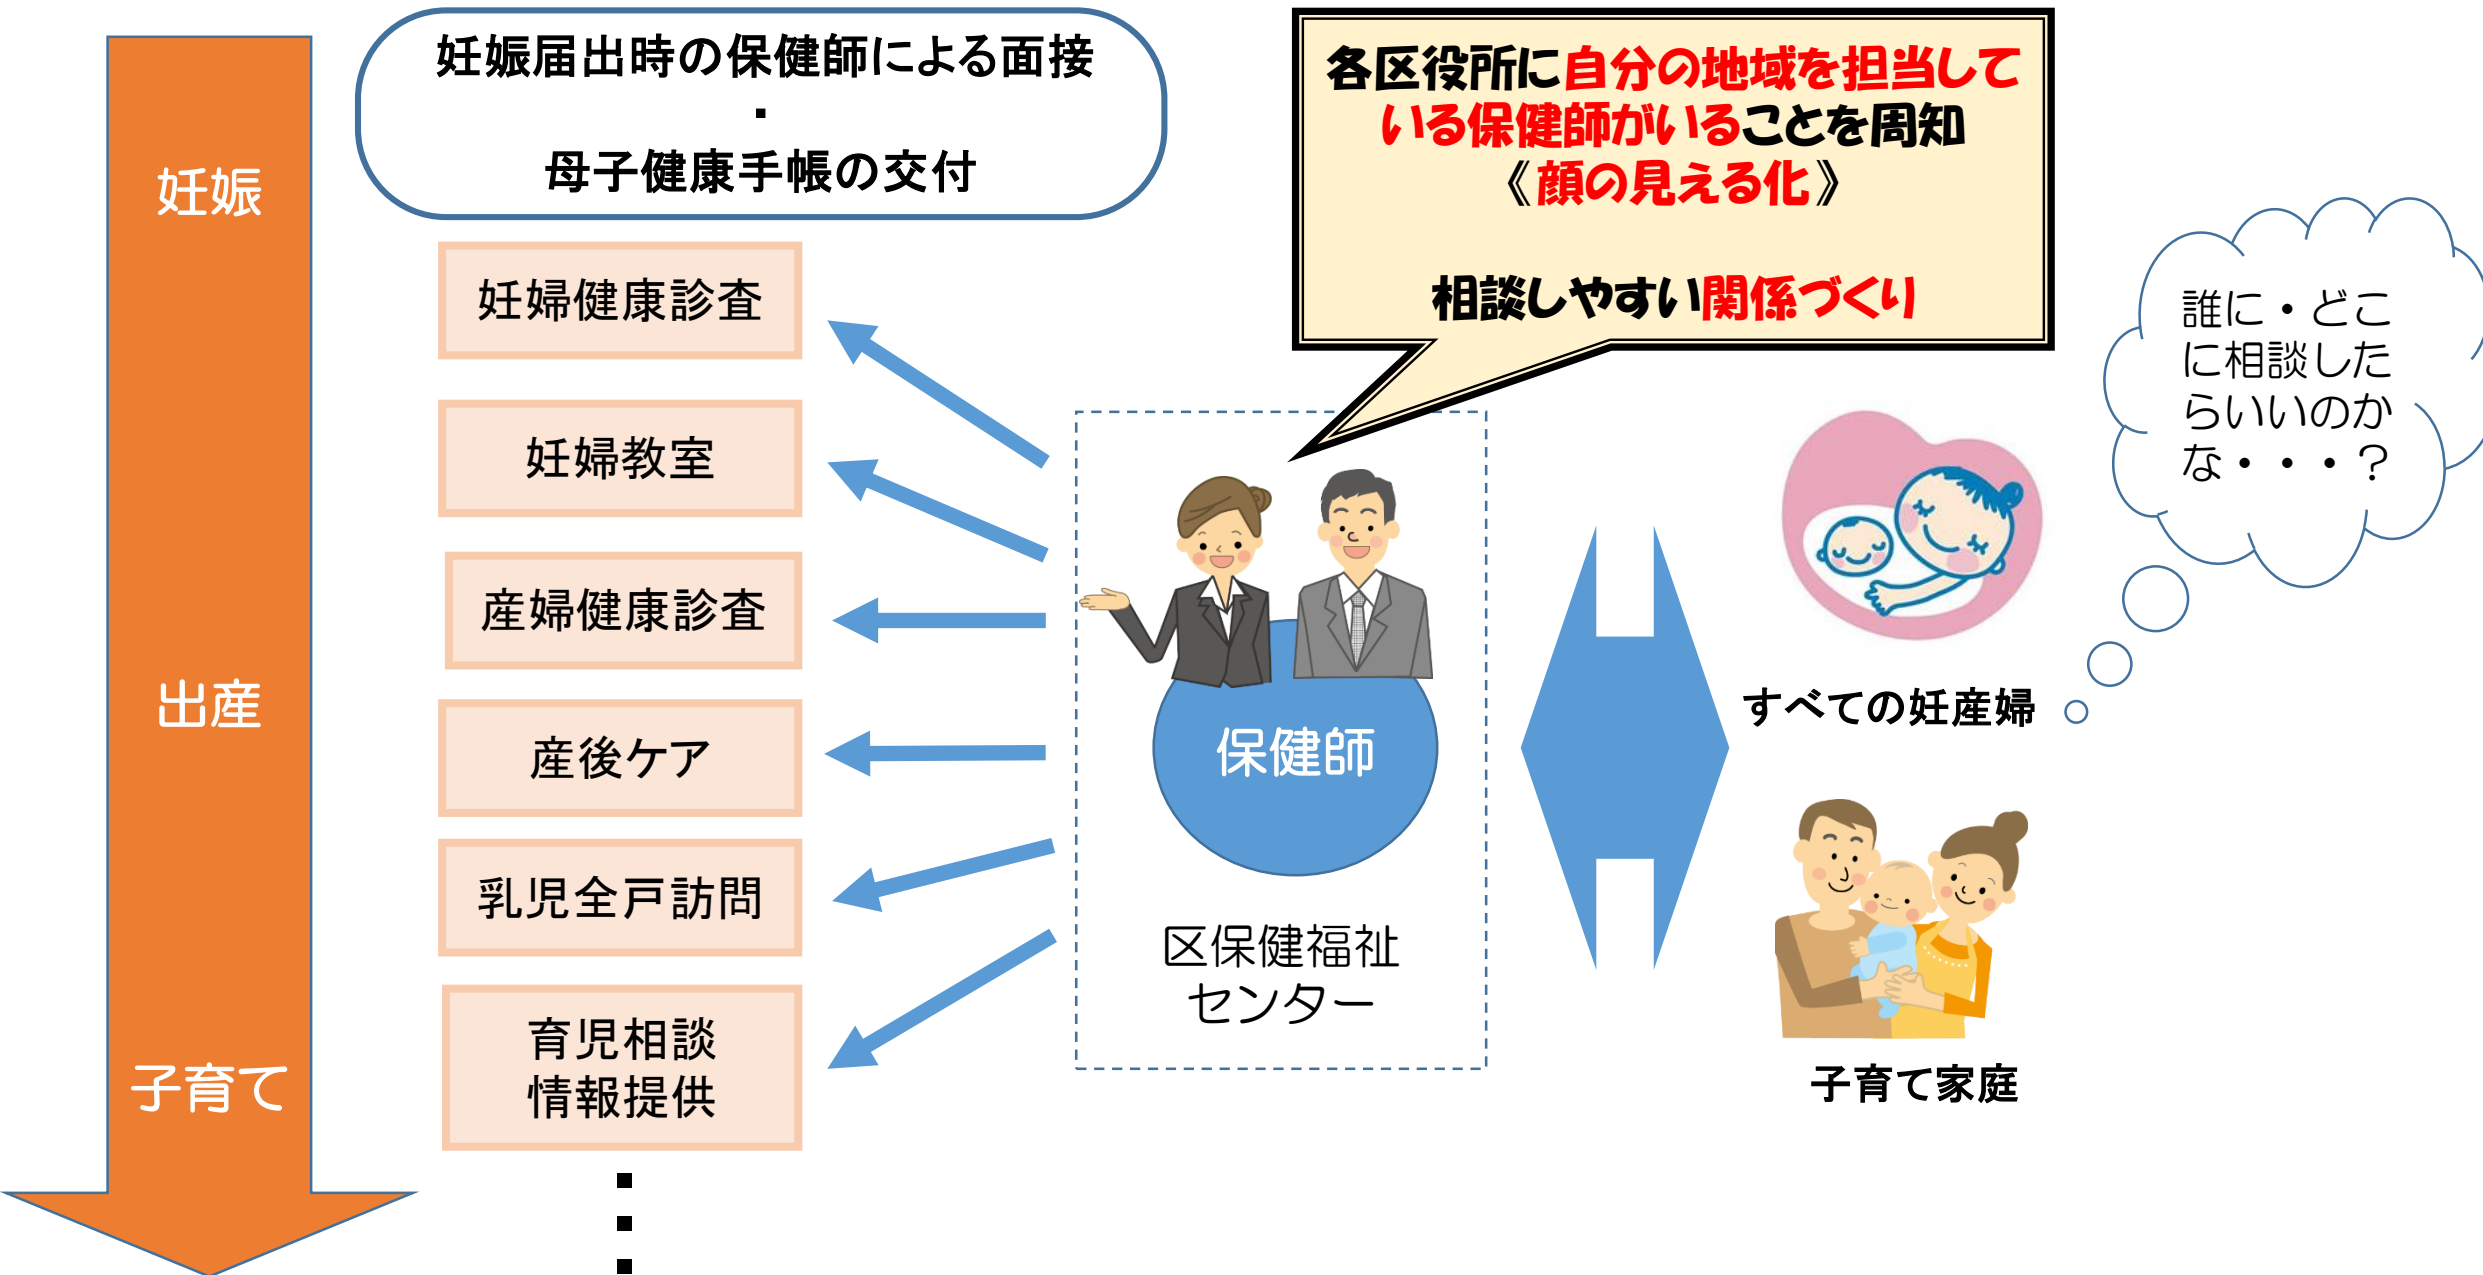 妊娠届出時の保健師による面接
・
母子健康手帳の交付
各区役所に自分の地域を担当して
いる保健師がいることを周知
《顔の見える化》
相談しやすい関係づくり
妊娠
出産
子育て
妊婦健康診査
妊婦教室
産婦健康診査
産後ケア
乳児全戸訪問
育児相談
情報提供
・
・
・
保健師
区保健福祉
センター
すべての妊産婦
子育て家庭
誰に・どこ
に相談した
らいいのか
な・・・?